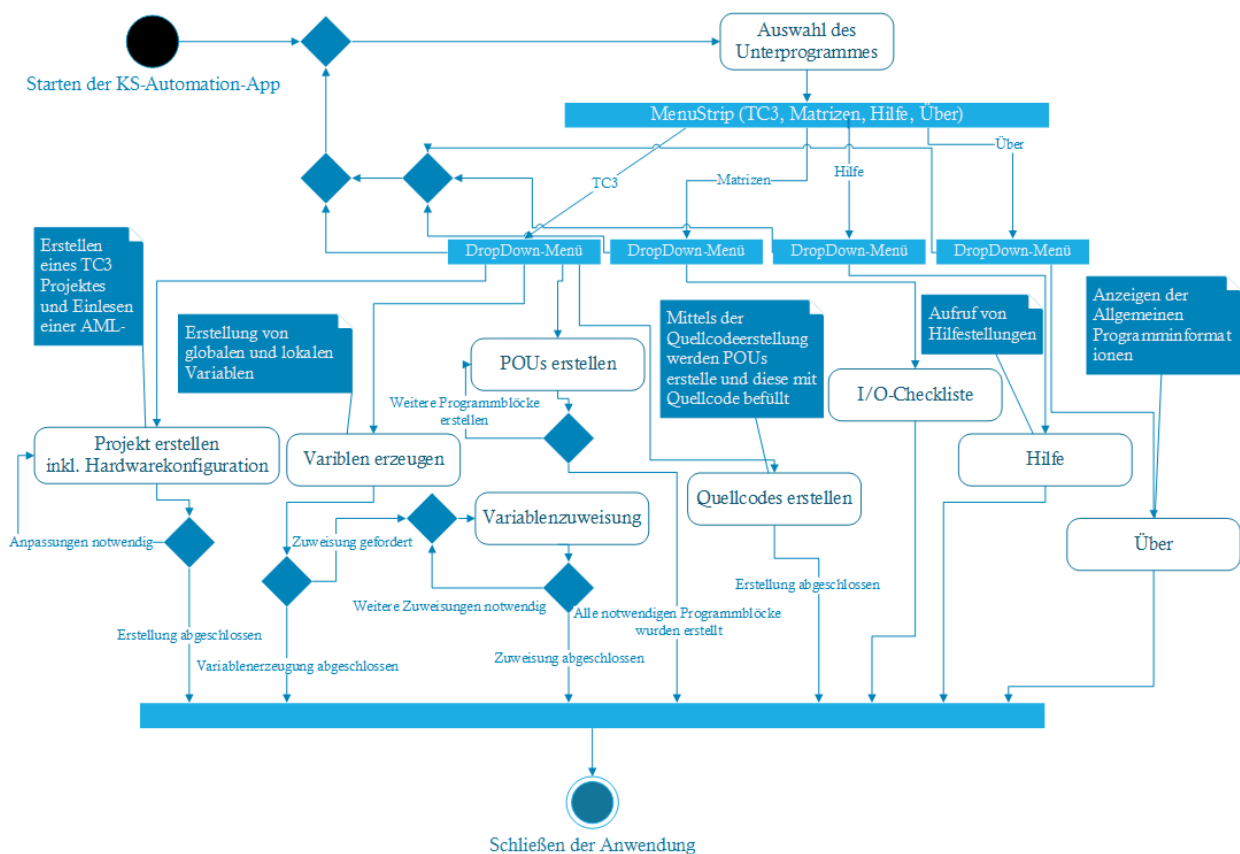 Auswahl des
Unterprogrammes
Starten der KS-Automation-App
MenuStrip (TC3, Matrizen, Hilfe, Über)
Über
Hilfe
TC3
Matrizen
DropDown-Menü
DropDown-Menü
DropDown-Menü
DropDown-Menü
Erstellen
eines TC3
Projektes
und Einlesen
einer AML-
Erstellung von
globalen und lokalen
Variablen
POUs erstellen
Weitere Programmblöcke
erstellen
Mittels der
Quellcodeerstellung
werden POUs
erstelle und diese mit
Quellcode befüllt
I/O-Checkliste
Aufruf von
Hilfestellungen
Anzeigen der
Allgemeinen
Programminformat
ionen
Projekt erstellen
inkl. Hardwarekonfiguration
Variblen erzeugen
Hilfe
Quellcodes erstellen
Variablenzuweisung
Über
Anpassungen notwendig
Zuweisung gefordert
Weitere Zuweisungen notwendig
Erstellung abgeschlossen
Alle notwendigen Programmblöcke
wurden erstellt
Erstellung abgeschlossen
Variablenerzeugung abgeschlossen
Zuweisung abgeschlossen
Schließen der Anwendung